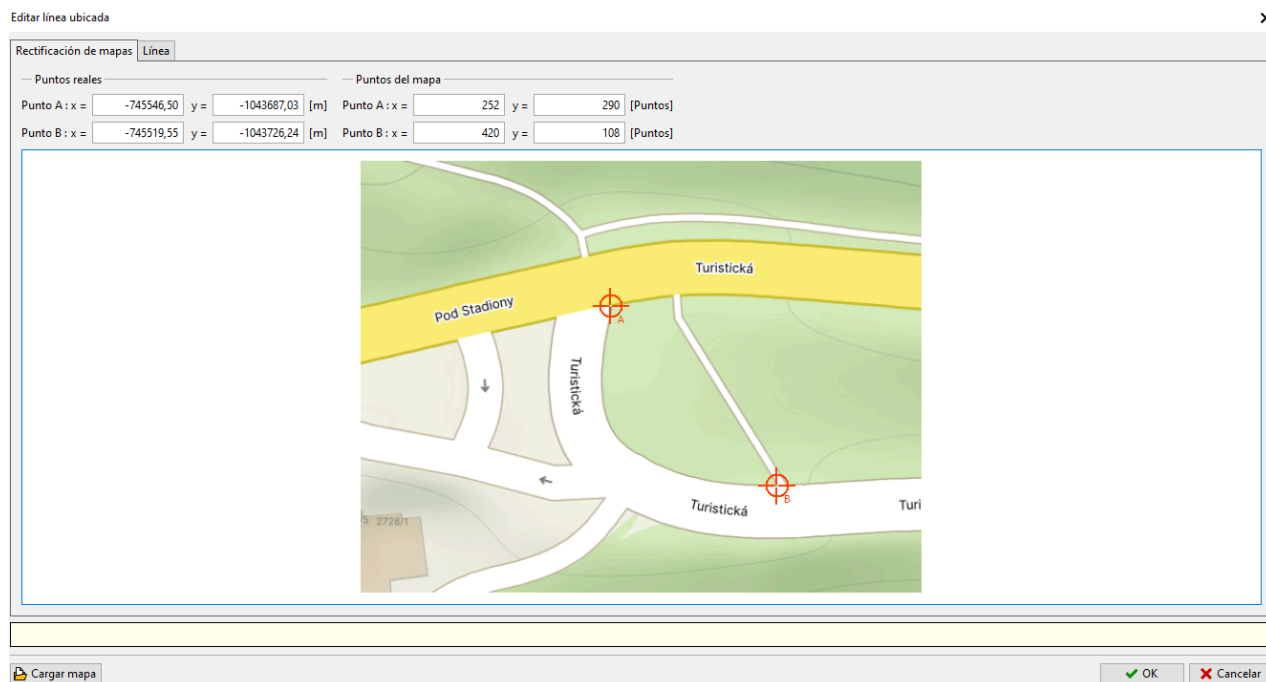 Editar línea ubicada
Rectificación de mapas Línea
Puntos reales Puntos del mapa
Punto A : x = -745546,50 y = -1043687,03 [m] Punto A : x = 252 y = 290 [Puntos]
Punto B : x = -745519,55 y = -1043726,24 [m] Punto B : x = 420 y = 108 [Puntos]
Turistická
Pod Stadiony
A
Turistická
B
Turistická
Turi
2728/1
Cargar mapa OK Cancelar